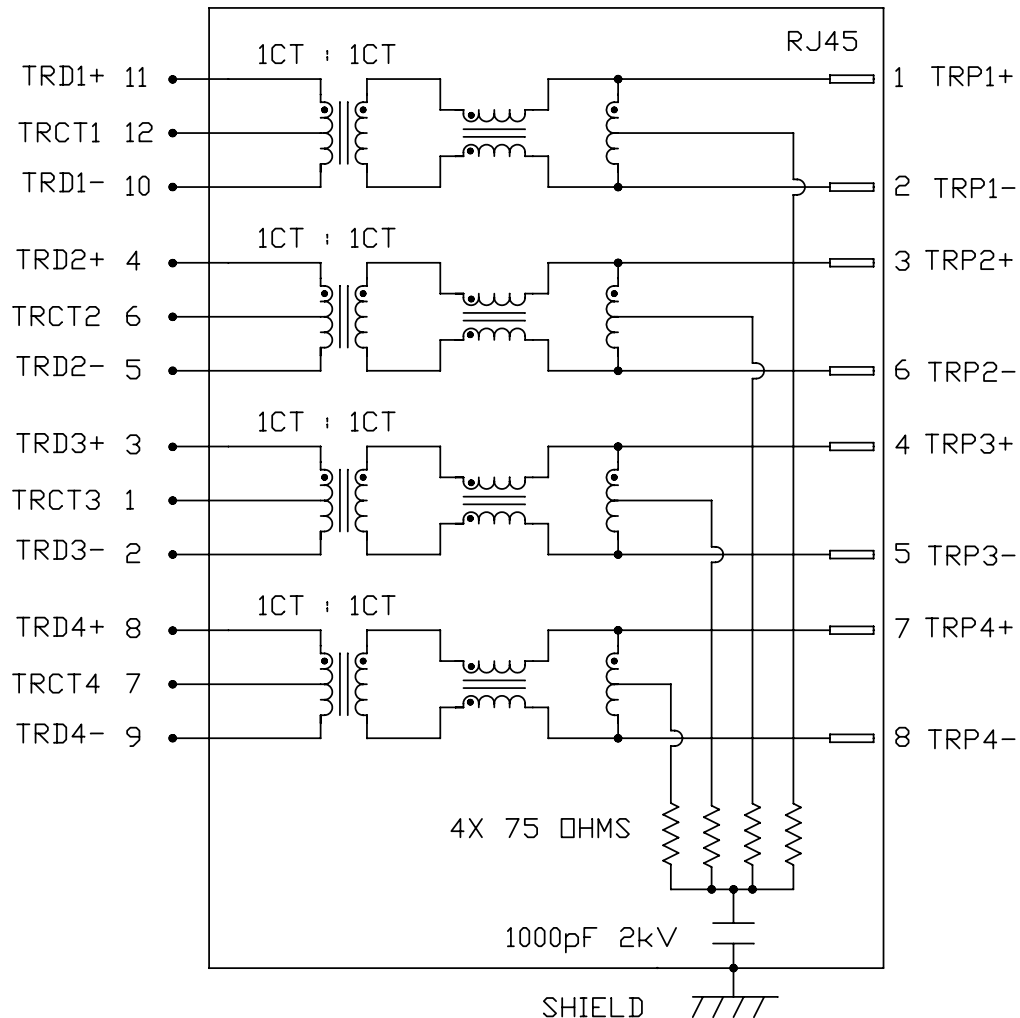 RJ45
1CT : 1CT
TRD1+ 11
1 TRP1+
TRCT1 12
TRD1- 10
2 TRP1-
1CT : 1CT
TRD2+ 4
3 TRP2+
TRCT2 6
TRD2- 5
6 TRP2-
1CT : 1CT
TRD3+ 3
4 TRP3+
TRCT3 1
TRD3- 2
5 TRP3-
1CT : 1CT
TRD4+ 8
7 TRP4+
TRCT4 7
TRD4- 9
8 TRP4-
4X 75 OHMS
1000pF 2kV
SHIELD